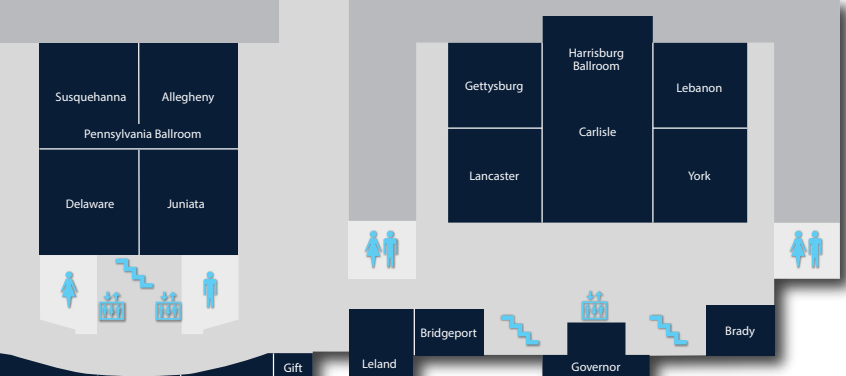 Susquehanna
Allegheny
Pennsylvania Ballroom
Delaware
Juniata
Harrisburg
Ballroom
Gettysburg
Lebanon
Carlisle
Lancaster
York
Bridgeport
Brady
Leland
Gift
Governor